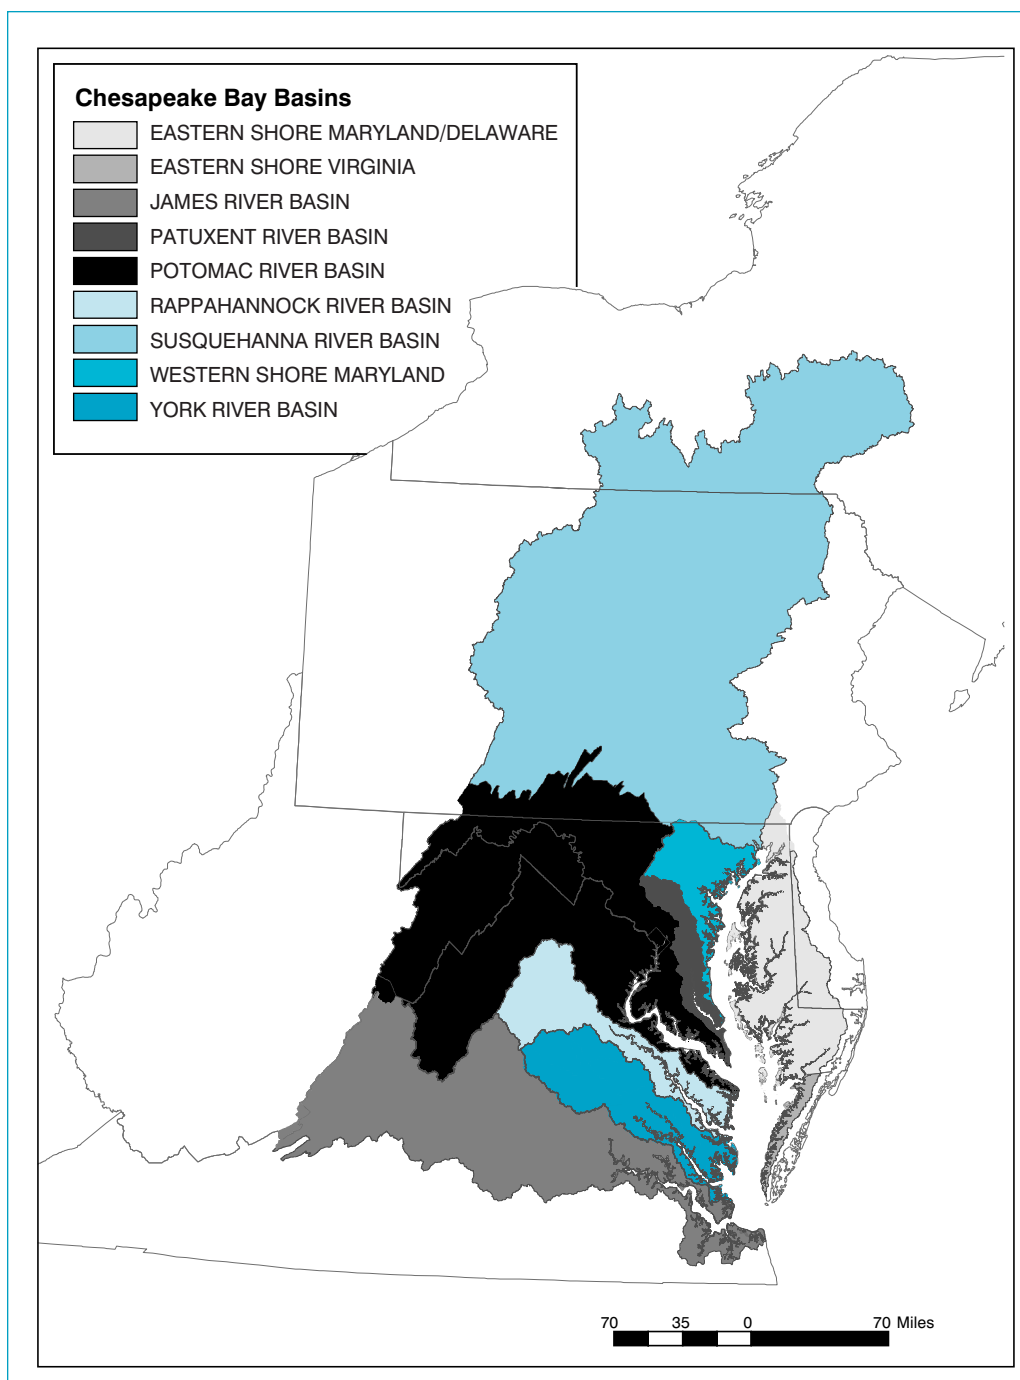 Chesapeake Bay Basins
EASTERN SHORE MARYLAND/DELAWARE
EASTERN SHORE VIRGINIA
JAMES RIVER BASIN
PATUXENT RIVER BASIN
POTOMAC RIVER BASIN
RAPPAHANNOCK RIVER BASIN
SUSQUEHANNA RIVER BASIN
WESTERN SHORE MARYLAND
YORK RIVER BASIN
70 35 0 70 Miles